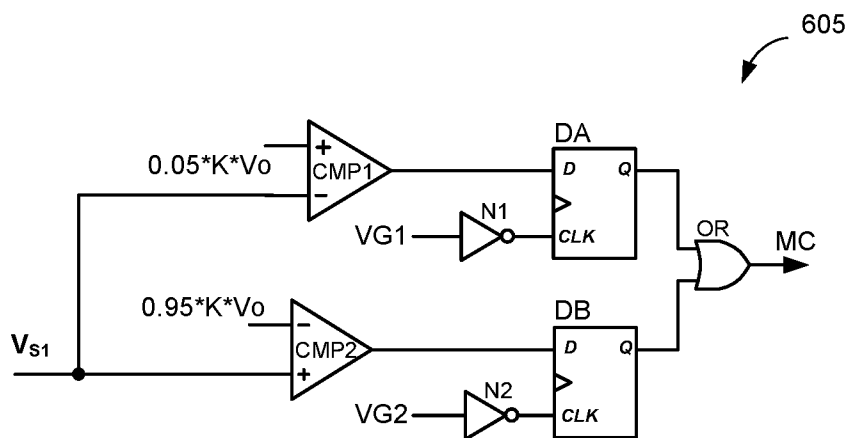 605
DA
0.05*K*Vo
+
−
CMP1
D
Q
VG1
N1
CLK
OR
MC
DB
0.95*K*Vo
−
+
CMP2
D
Q
VS1
VG2
N2
CLK